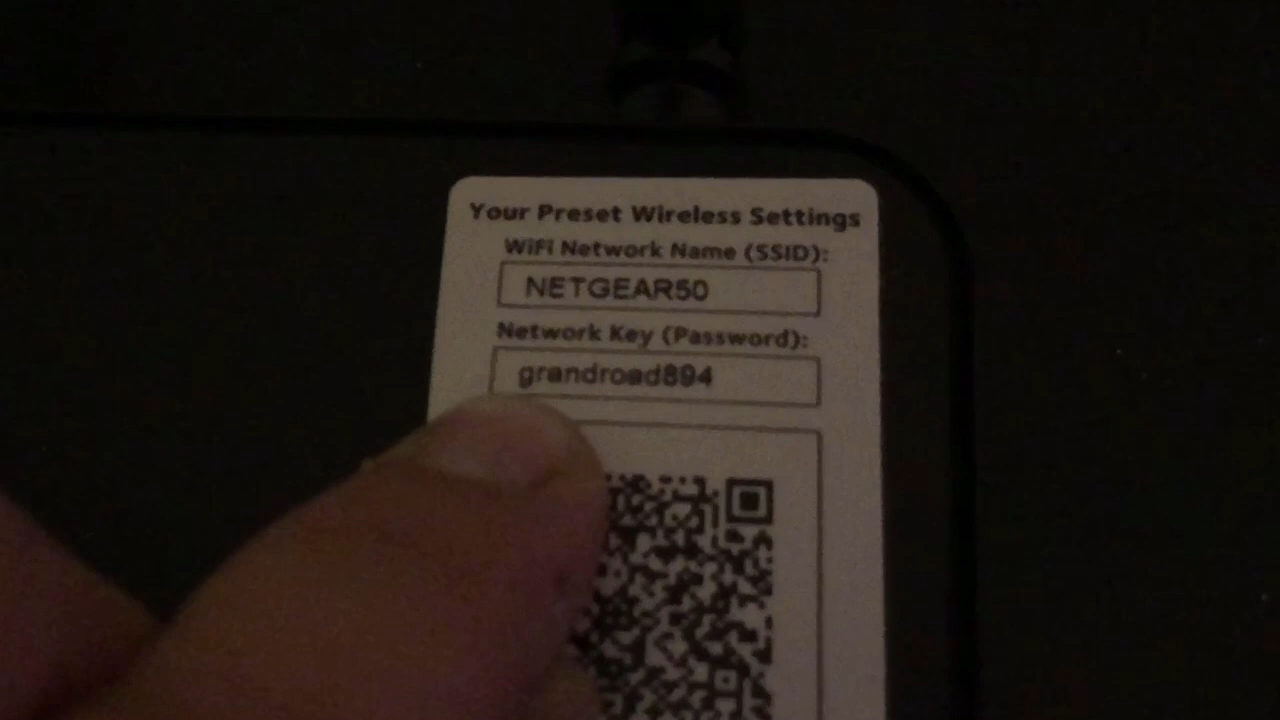 Your Preset Wireless Settings
WiFi Network Name (SSID):
NETGEAR50
Network Key (Password):
grandroad894